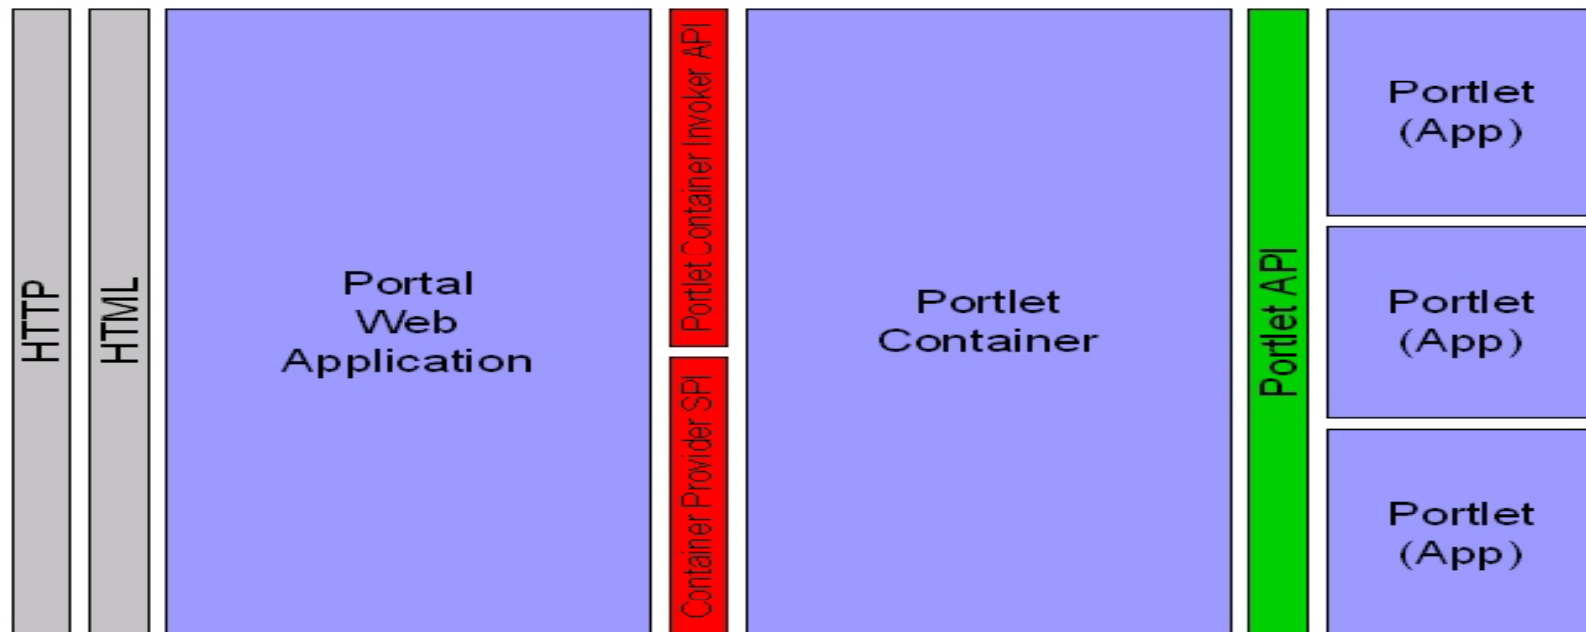 HTTP
HTML
Portal
Web
Application
Portlet Container Invoker API
Container Provider SPI
Portlet
Container
Portlet API
Portlet
(App)
Portlet
(App)
Portlet
(App)